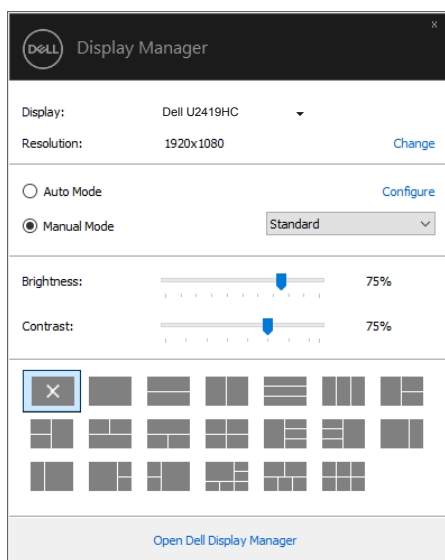 x
DELL Display Manager
Display: Dell U2419HC
Resolution: 1920x1080 Change
Auto Mode Configure
Manual Mode Standard
Brightness: 75%
Contrast: 75%
Open Dell Display Manager